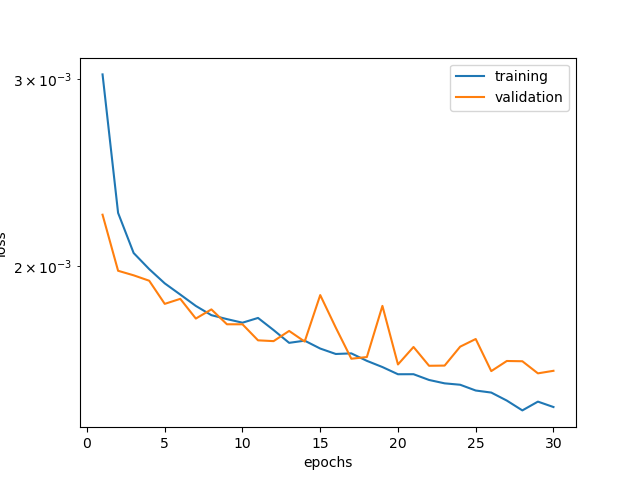 3 × 10⁻³
2 × 10⁻³
loss
training
validation
0 5 10 15 20 25 30
epochs